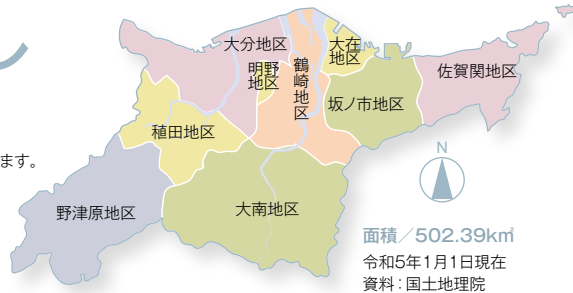 大分地区
大在
地区
明野
地区
鶴崎地区
佐賀関地区
坂ノ市地区
稙田地区
ます。
野津原地区
大南地区
N
面積／502.39km²
令和5年1月1日現在
資料：国土地理院